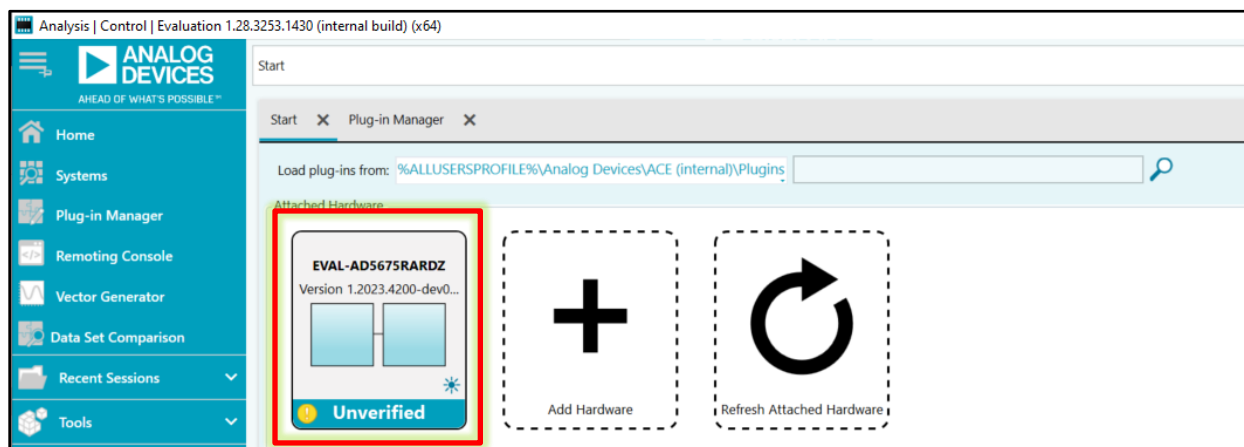 Analysis | Control | Evaluation 1.28.3253.1430 (internal build) (x64)
ANALOG
DEVICES
AHEAD OF WHAT'S POSSIBLE™
Home
Systems
Plug-in Manager
Remoting Console
Vector Generator
Data Set Comparison
Recent Sessions
Tools
Start
Start
Plug-in Manager
Load plug-ins from: %ALLUSERSPROFILE%\Analog Devices\ACE (internal)\Plugins
Attached Hardware
EVAL-AD5675RARDZ
Version 1.2023.4200-dev0...
Unverified
Add Hardware
Refresh Attached Hardware